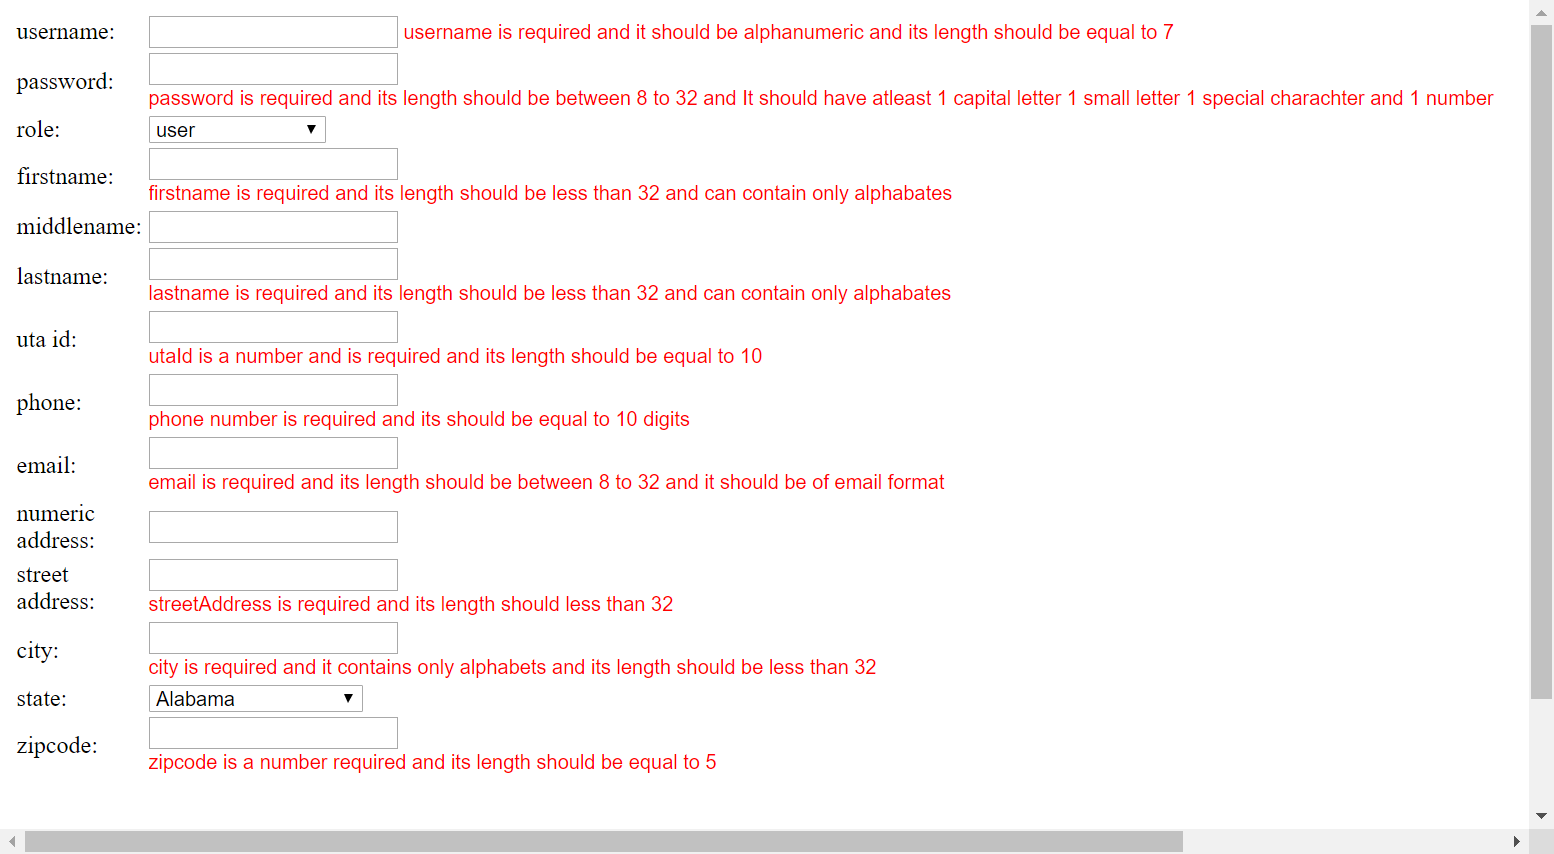 username: username is required and it should be alphanumeric and its length should be equal to 7
password:
password is required and its length should be between 8 to 32 and It should have atleast 1 capital letter 1 small letter 1 special charachter and 1 number
role: user
firstname:
firstname is required and its length should be less than 32 and can contain only alphabates
middlename:
lastname:
lastname is required and its length should be less than 32 and can contain only alphabates
uta id:
utaId is a number and is required and its length should be equal to 10
phone:
phone number is required and its should be equal to 10 digits
email:
email is required and its length should be between 8 to 32 and it should be of email format
numeric
address:
street
address:
streetAddress is required and its length should less than 32
city:
city is required and it contains only alphabets and its length should be less than 32
state: Alabama
zipcode:
zipcode is a number required and its length should be equal to 5